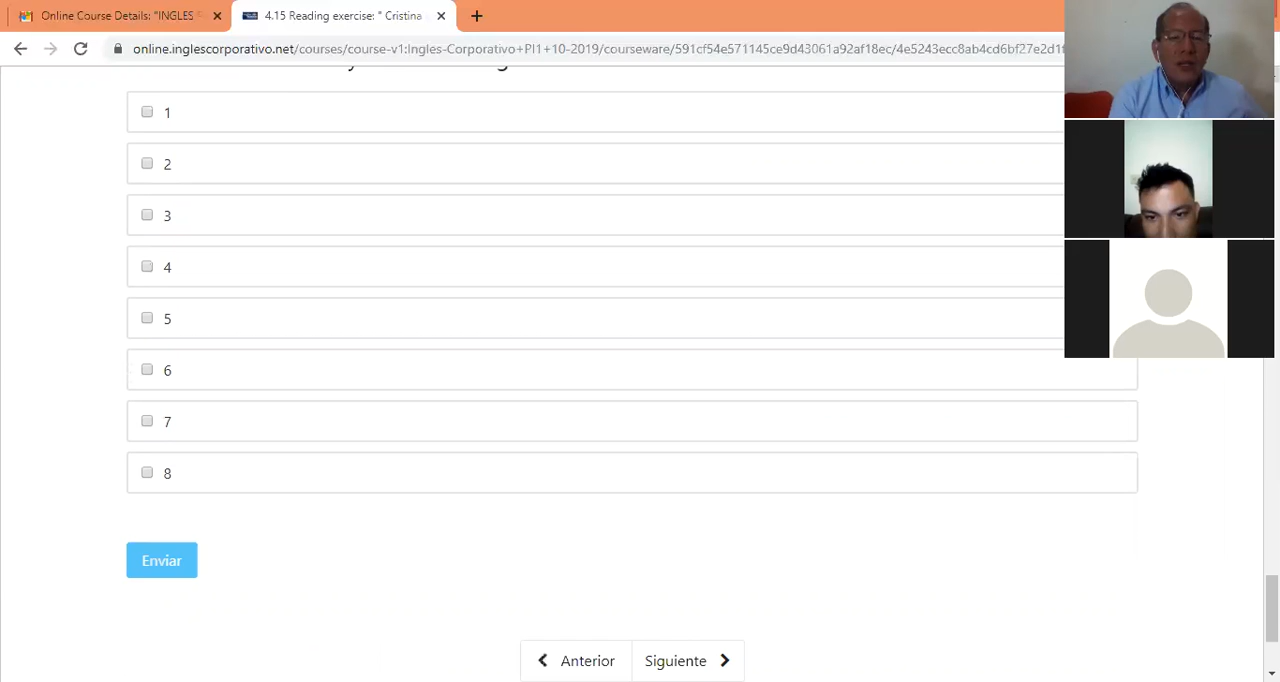 Online Course Details: "INGLES
4.15 Reading exercise: " Cristina
online.inglescorporativo.net/courses/course-v1:Ingles-Corporativo+PI1+10-2019/courseware/591cf54e571145ce9d43061a92af18ec/4e5243ecc8ab4cd6bf27e2d1f
1
2
3
4
5
6
7
8
Enviar
Anterior
Siguiente